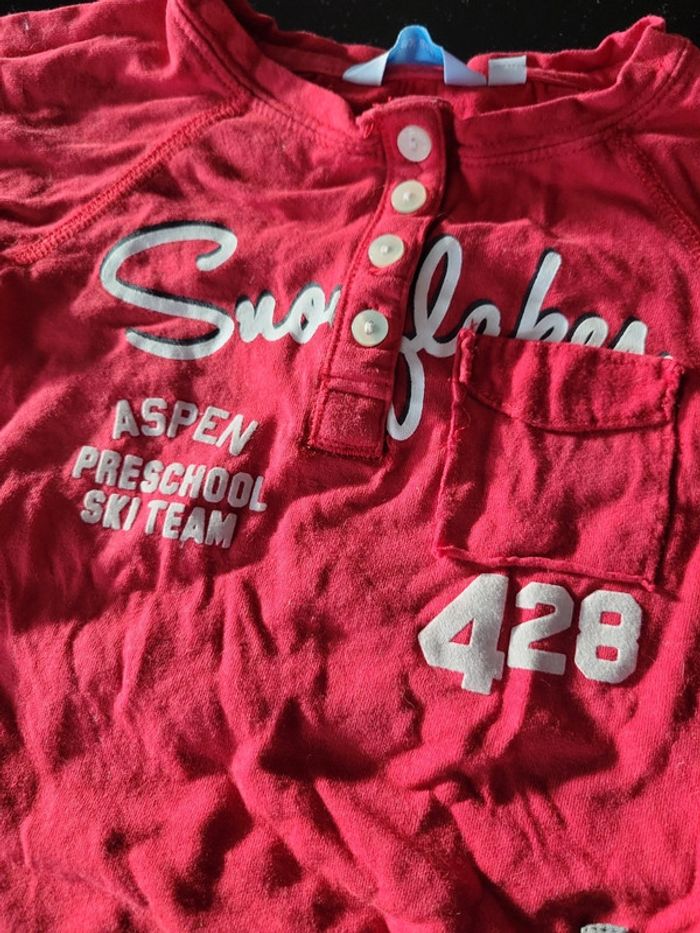 Snowflakes
ASPEN
PRESCHOOL
SKI TEAM
428